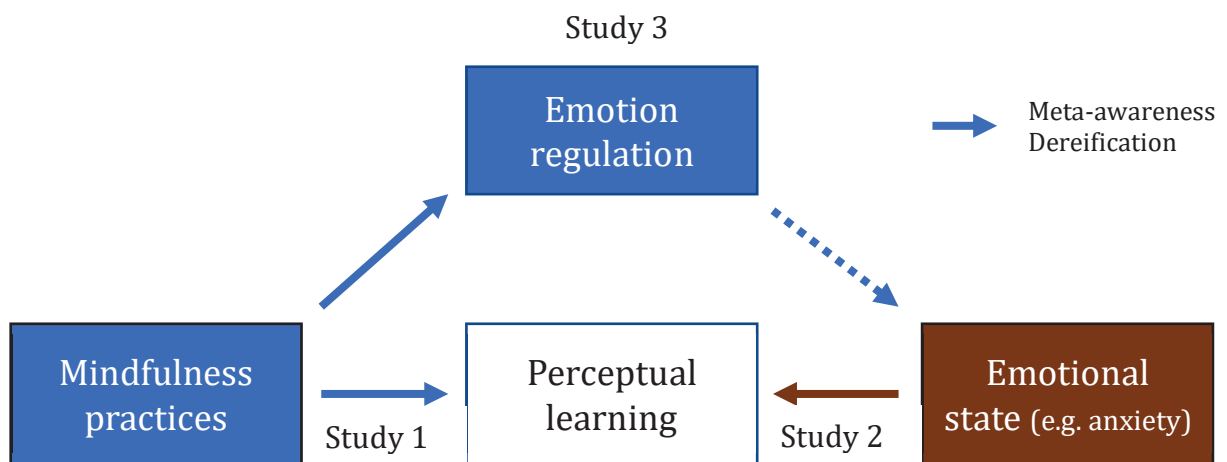 Study 3
Emotion
regulation
Meta-awareness
Dereification
Mindfulness
practices
Study 1
Perceptual
learning
Study 2
Emotional
state (e.g. anxiety)